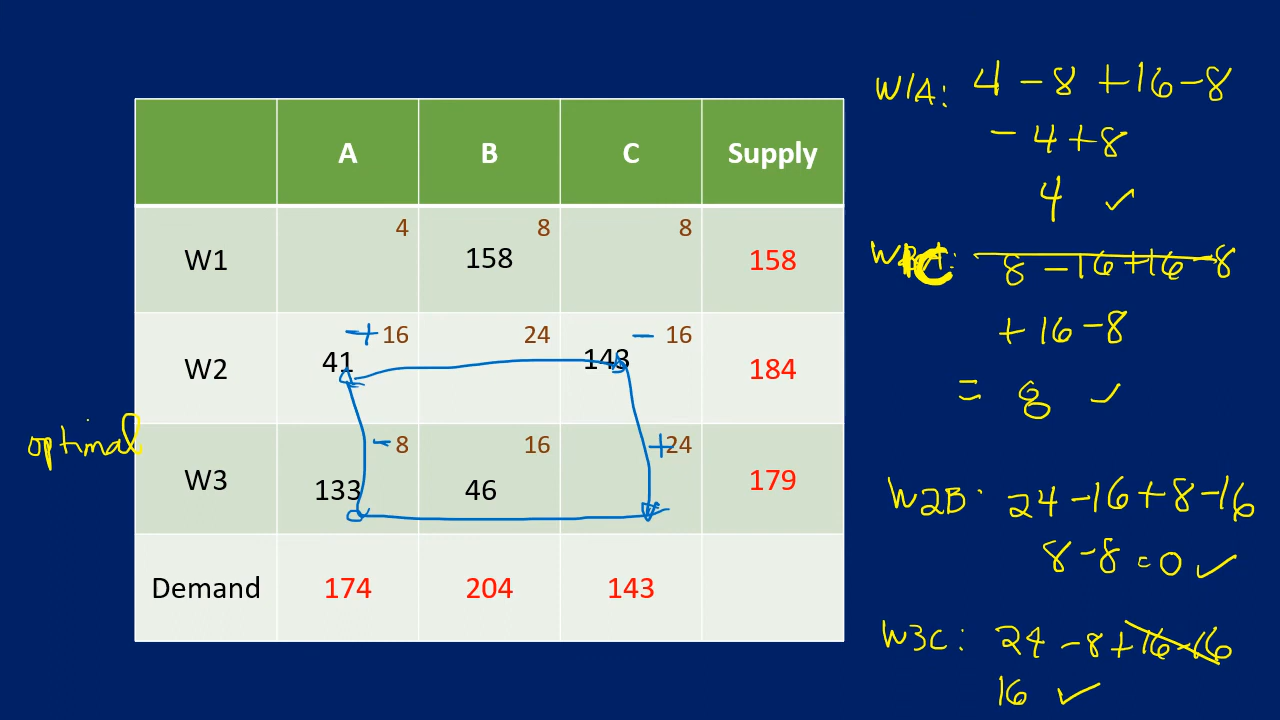 A B C Supply
W1 4 158 8 8 158
W2 + 16 41 24 - 16 143 184
W3 - 8 133 16 46 + 24 179
Demand 174 204 143
optimal
W1A: 4 - 8 + 16 - 8
- 4 + 8
4 ✓
C: 8 - 16 + 16 - 8
+ 16 - 8
= 8 ✓
W2B: 24 - 16 + 8 - 16
8 - 8 = 0 ✓
W3C: 24 - 8 + 16 - 16
16 ✓